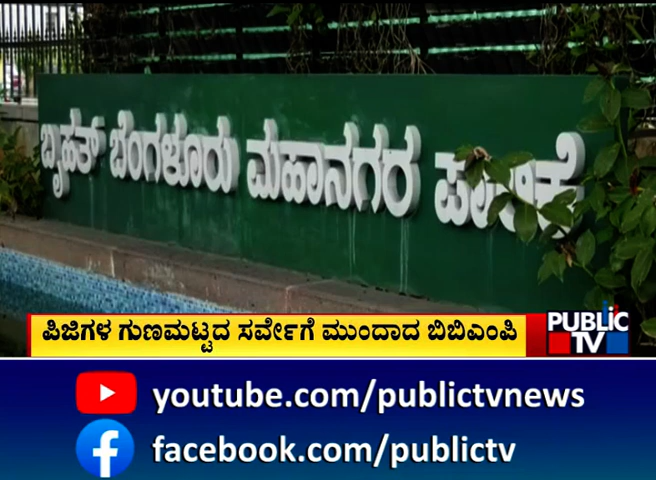 ಬೃಹತ್ ಬೆಂಗಳೂರು ಮಹಾನಗರ ಪಾಲಿಕೆ
ಪಿಜಿಗಳ ಗುಣಮಟ್ಟದ ಸರ್ವೇಗೆ ಮುಂದಾದ ಬಿಬಿಎಂಪಿ
PUBLiC
TV
youtube.com/publictvnews
facebook.com/publictv